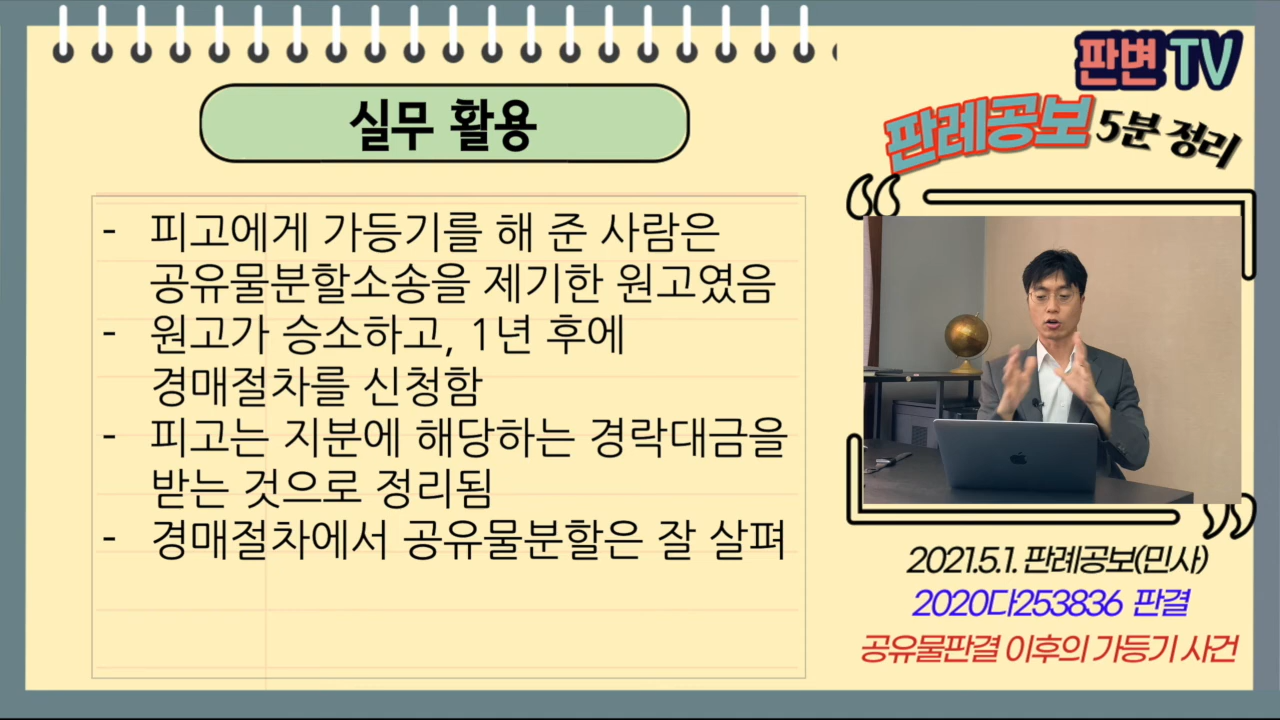 판변 TV
판례공보 5분 정리
실무 활용
- 피고에게 가등기를 해 준 사람은
공유물분할소송을 제기한 원고였음
- 원고가 승소하고, 1년 후에
경매절차를 신청함
- 피고는 지분에 해당하는 경락대금을
받는 것으로 정리됨
- 경매절차에서 공유물분할은 잘 살펴
2021.5.1. 판례공보(민사)
2020다253836 판결
공유물판결 이후의 가등기 사건